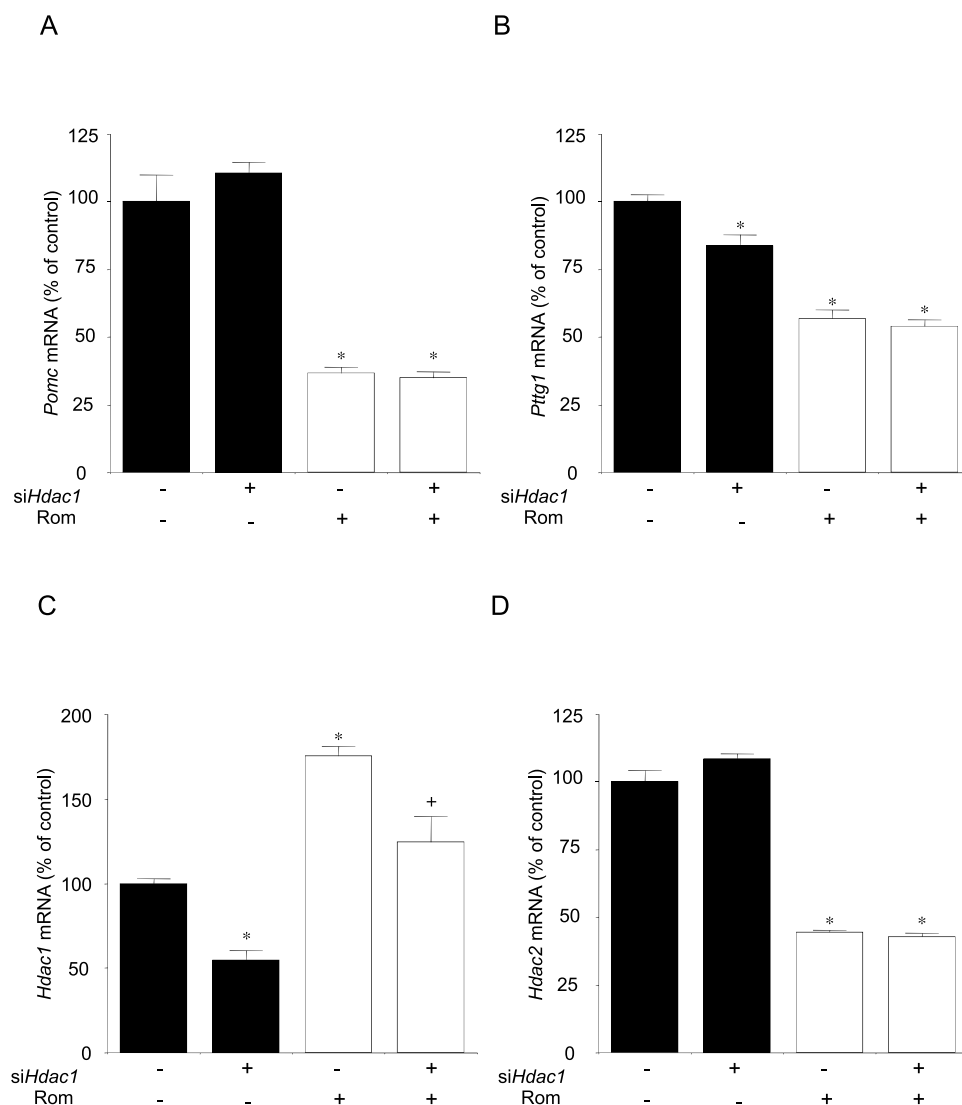 A
Pomc mRNA (% of control)
125
100
75
50
25
0
* *
siHdac1 - + - +
Rom - - + +
B
Pttg1 mRNA (% of control)
125
100
75
50
25
0
* * *
siHdac1 - + - +
Rom - - + +
C
Hdac1 mRNA (% of control)
200
150
100
50
0
* * +
siHdac1 - + - +
Rom - - + +
D
Hdac2 mRNA (% of control)
125
100
75
50
25
0
* *
siHdac1 - + - +
Rom - - + +